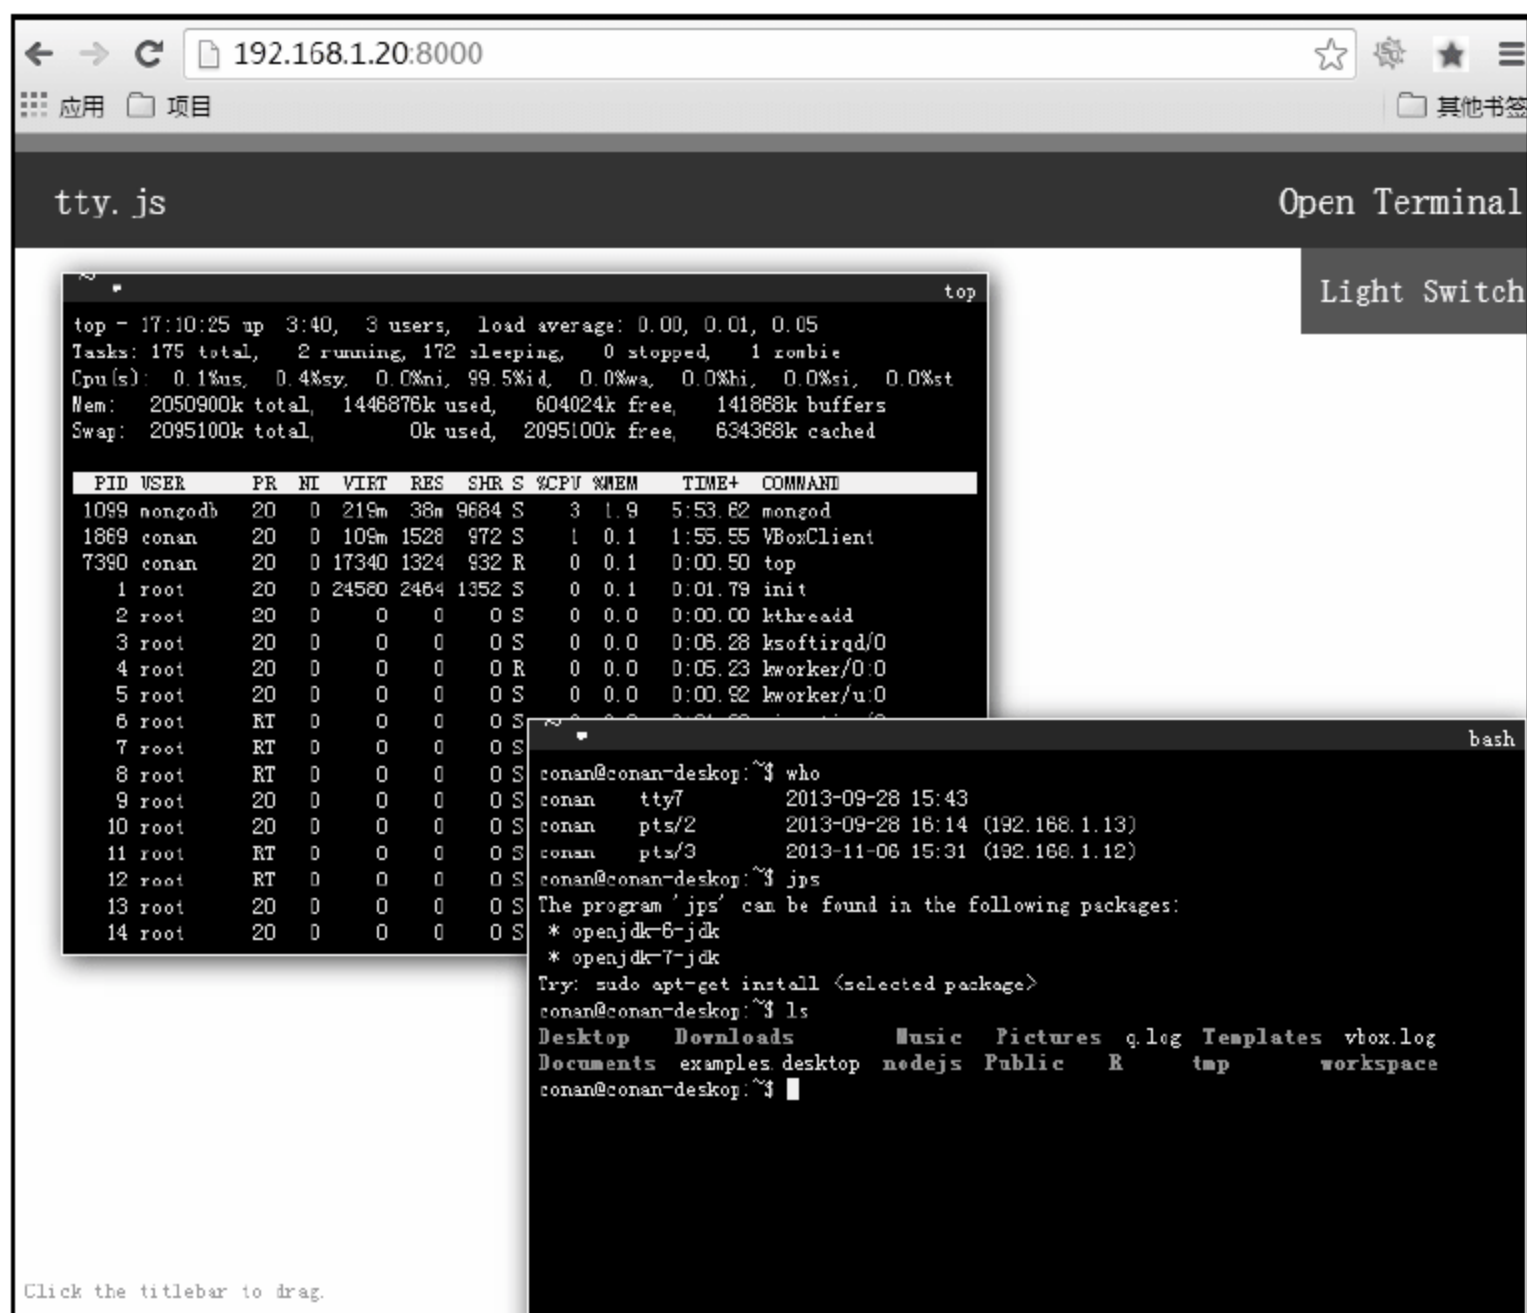 192.168.1.20:8000
应用 项目 其他书签
tty.js Open Terminal
Light Switch
~ top
top - 17:10:25 up 3:40, 3 users, load average: 0.00, 0.01, 0.05
Tasks: 175 total, 2 running, 172 sleeping, 0 stopped, 1 zombie
Cpu(s): 0.1%us, 0.4%sy, 0.0%ni, 99.5%id, 0.0%wa, 0.0%hi, 0.0%si, 0.0%st
Mem: 2050900k total, 1446876k used, 604024k free, 141868k buffers
Swap: 2095100k total, 0k used, 2095100k free, 634368k cached
PID USER PR NI VIRT RES SHR S %CPU %MEM TIME+ COMMAND
1099 mongodb 20 0 219m 38m 9684 S 3 1.9 5:53.62 mongod
1869 conan 20 0 109m 1528 972 S 1 0.1 1:55.55 VBoxClient
7390 conan 20 0 17340 1324 932 R 0 0.1 0:00.50 top
1 root 20 0 24580 2464 1352 S 0 0.1 0:01.79 init
2 root 20 0 0 0 0 S 0 0.0 0:00.00 kthreadd
3 root 20 0 0 0 0 S 0 0.0 0:06.28 ksoftirqd/0
4 root 20 0 0 0 0 R 0 0.0 0:05.23 kworker/0:0
5 root 20 0 0 0 0 S 0 0.0 0:00.92 kworker/u:0
6 root RT 0 0 0 0 S
7 root RT 0 0 0 0 S
8 root RT 0 0 0 0 S
9 root 20 0 0 0 0 S
10 root 20 0 0 0 0 S
11 root RT 0 0 0 0 S
12 root RT 0 0 0 0 S
13 root 20 0 0 0 0 S
14 root 20 0 0 0 0 S
~ bash
conan@conan-deskop:~$ who
conan tty7 2013-09-28 15:43
conan pts/2 2013-09-28 16:14 (192.168.1.13)
conan pts/3 2013-11-06 15:31 (192.168.1.12)
conan@conan-deskop:~$ jps
The program 'jps' can be found in the following packages:
* openjdk-6-jdk
* openjdk-7-jdk
Try: sudo apt-get install <selected package>
conan@conan-deskop:~$ ls
Desktop Downloads Music Pictures q.log Templates vbox.log
Documents examples.desktop nodejs Public R tmp workspace
conan@conan-deskop:~$
Click the titlebar to drag.